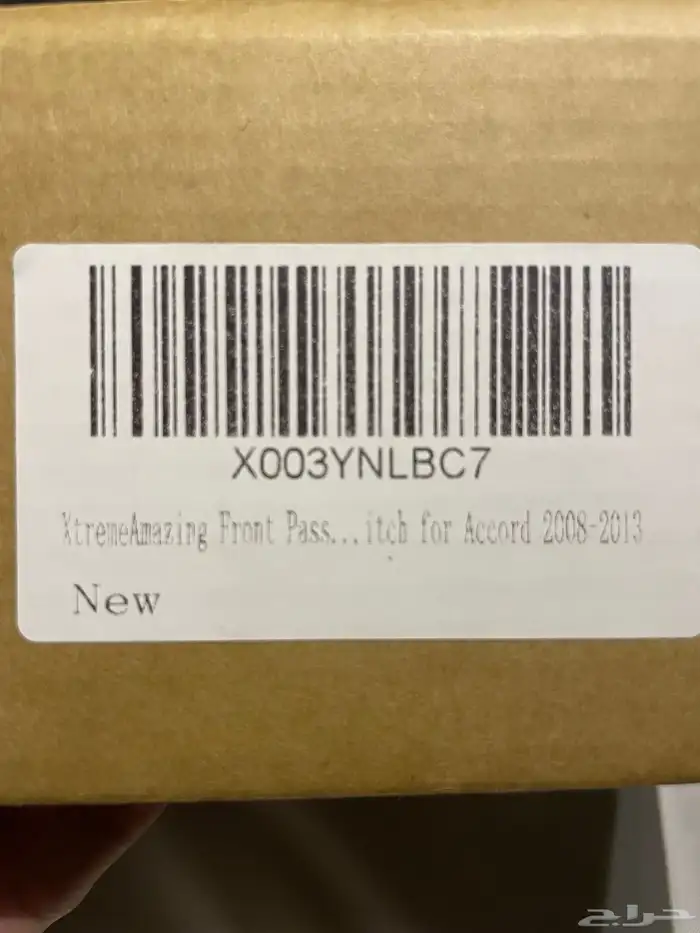 X003YNLBC7
XtremeAmazing Front Pass...itch for Accord 2008-2013
New
حراج